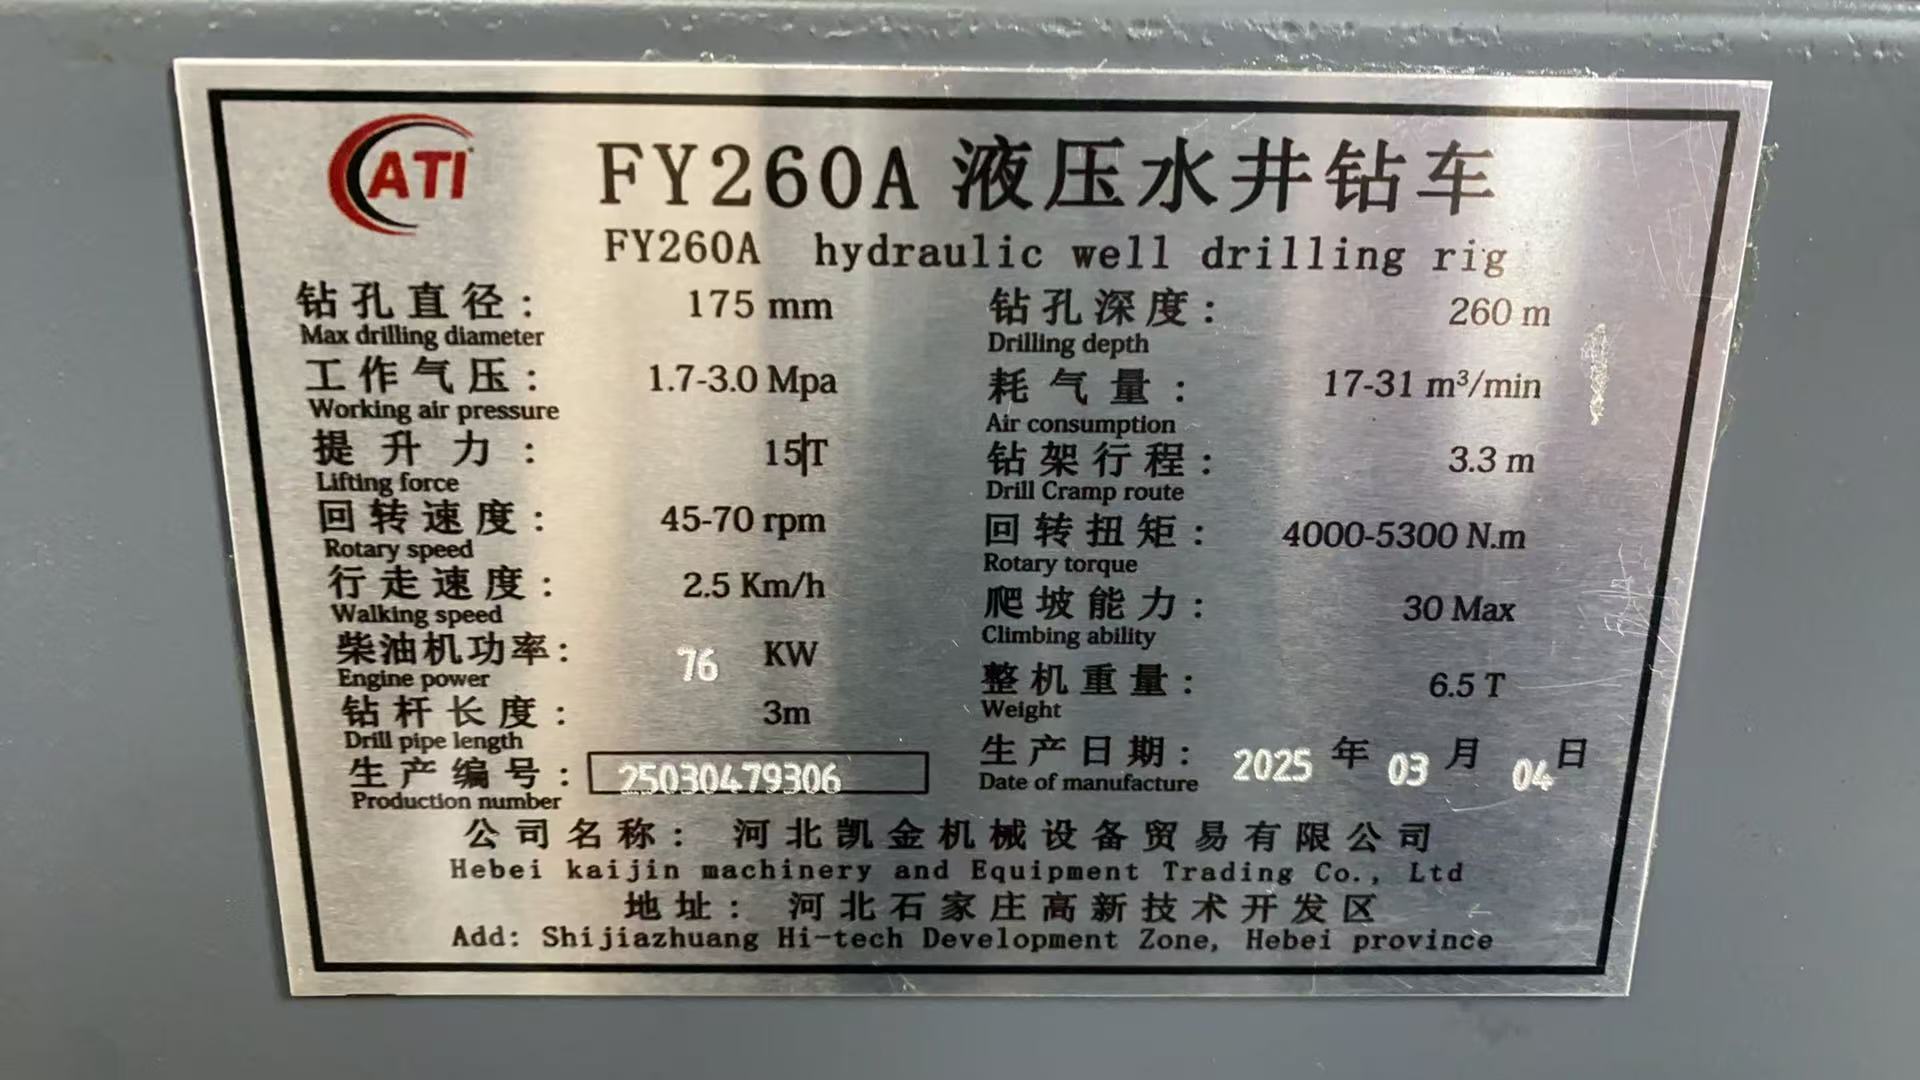 CATI
FY260A 液压水井钻车
FY260A hydraulic well drilling rig
钻孔直径: 175 mm
Max drilling diameter
钻孔深度: 260 m
Drilling depth
工作气压: 1.7-3.0 Mpa
Working air pressure
耗气量: 17-31 m³/min
Air consumption
提升力: 15T
Lifting force
钻架行程: 3.3 m
Drill Cramp route
回转速度: 45-70 rpm
Rotary speed
回转扭矩: 4000-5300 N.m
Rotary torque
行走速度: 2.5 Km/h
Walking speed
爬坡能力: 30 Max
Climbing ability
柴油机功率: 76 KW
Engine power
整机重量: 6.5 T
Weight
钻杆长度: 3m
Drill pipe length
生产日期: 2025 年 03 月 04 日
Date of manufacture
生产编号: 25030479306
Production number
公司名称: 河北凯金机械设备贸易有限公司
Hebei kaijin machinery and Equipment Trading Co., Ltd
地址: 河北石家庄高新技术开发区
Add: Shijiazhuang Hi-tech Development Zone, Hebei province